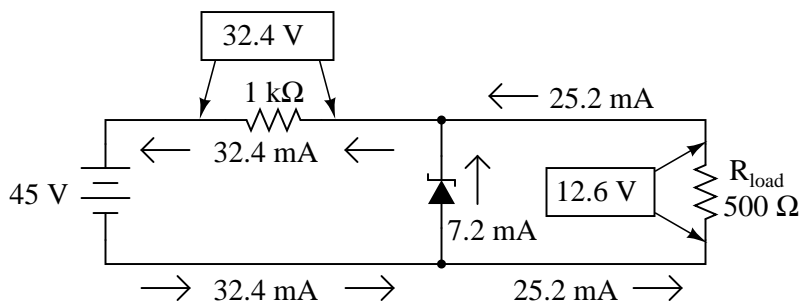 32.4 V
1 kΩ
25.2 mA
32.4 mA
45 V
12.6 V
R_load
500 Ω
7.2 mA
32.4 mA
25.2 mA